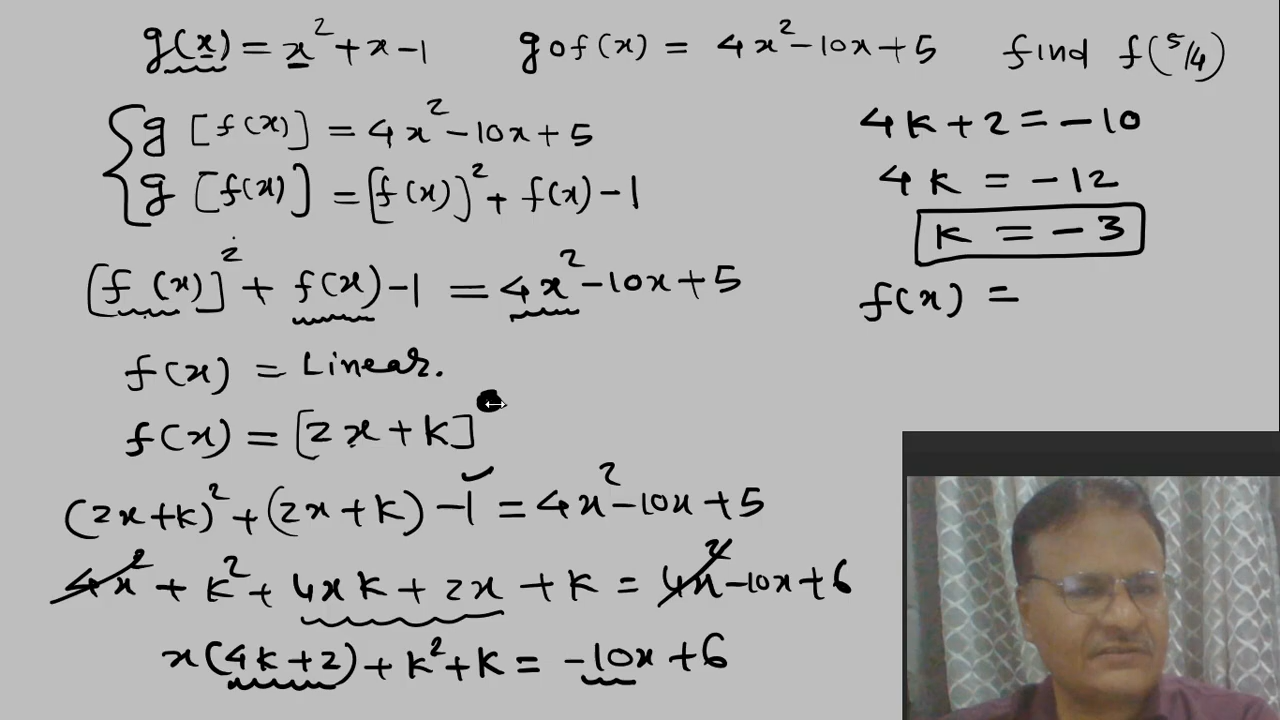 g(x) = x² + x - 1 gof(x) = 4x² - 10x + 5 find f(5/4)
g [f(x)] = 4x² - 10x + 5
g [f(x)] = [f(x)]² + f(x) - 1
[f(x)]² + f(x) - 1 = 4x² - 10x + 5
f(x) = Linear.
f(x) = [2x + k]
(2x+k)² + (2x+k) - 1 = 4x² - 10x + 5
4x² + k² + 4xk + 2x + k = 4x² - 10x + 6
x(4k+2) + k² + k = -10x + 6
4k + 2 = -10
4k = -12
k = -3
f(x) =